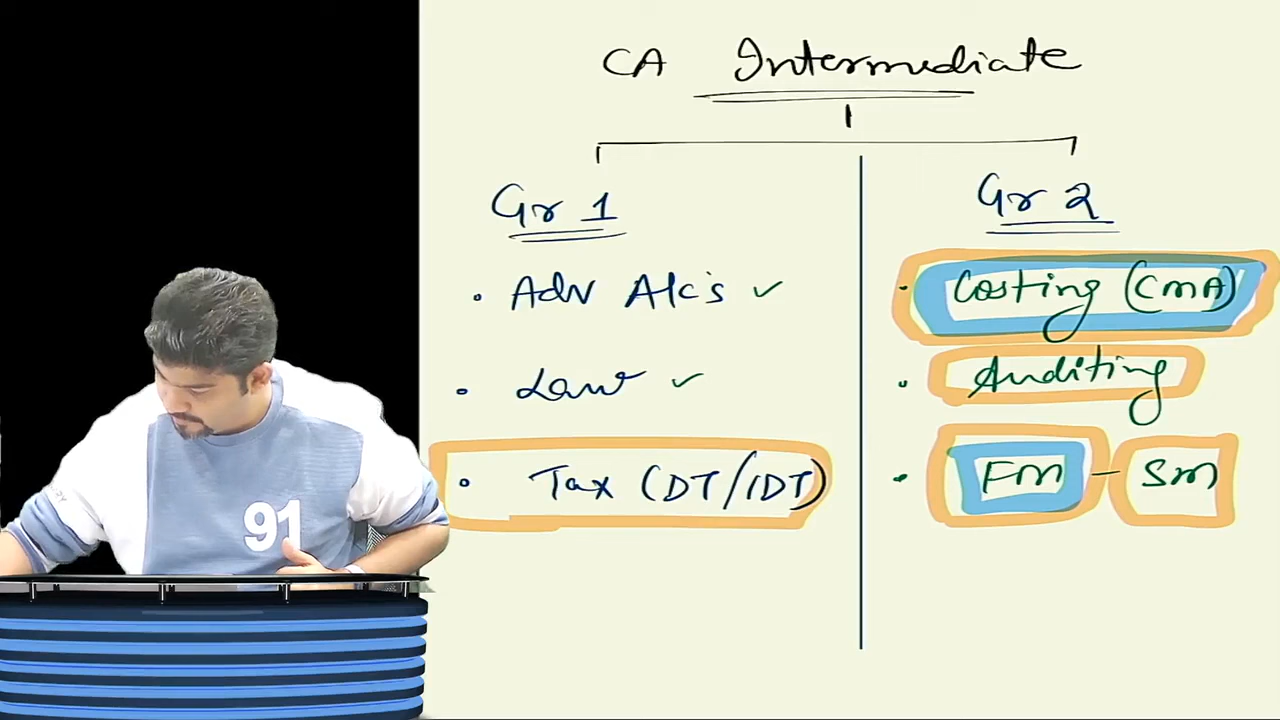 CA Intermediate
Gr 1
Gr 2
• Adv A/c's ✓
• Costing (CMA)
• Law ✓
• Auditing
• Tax (DT/IDT)
• FM - SM
91